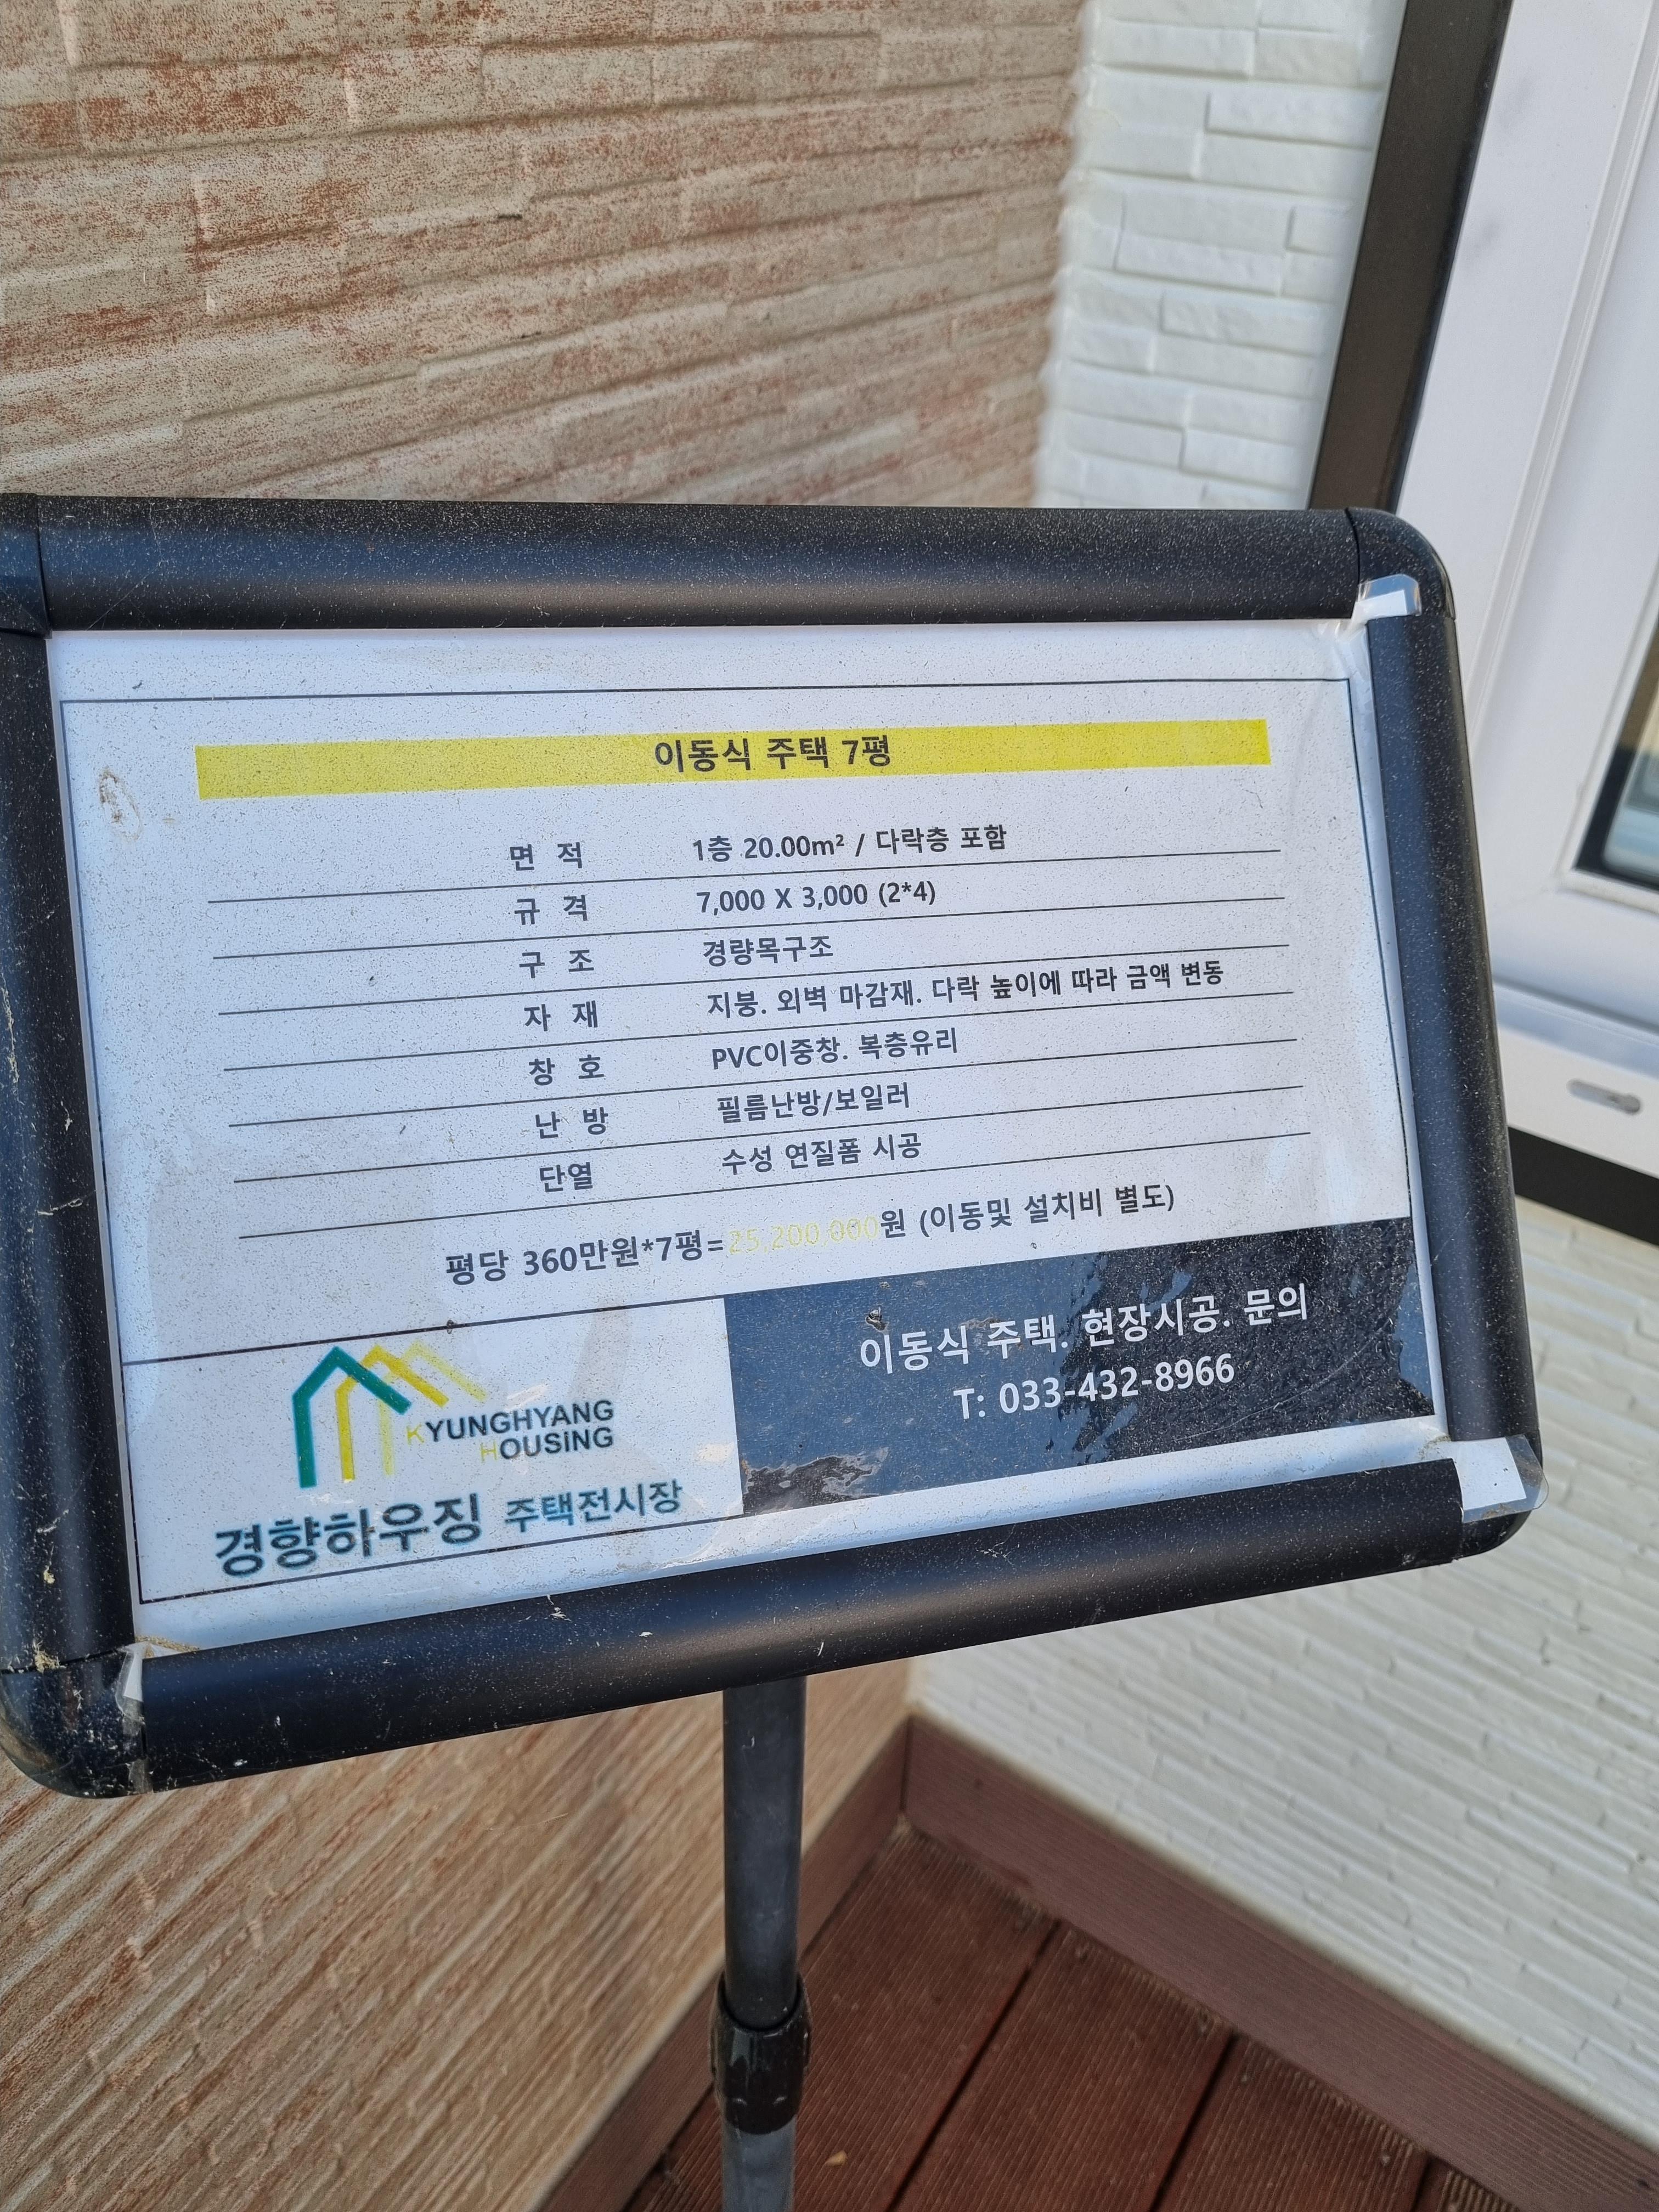 이동식 주택 7평
면 적 1층 20.00m² / 다락층 포함
규 격 7,000 X 3,000 (2*4)
구 조 경량목구조
자 재 지붕. 외벽 마감재. 다락 높이에 따라 금액 변동
창 호 PVC이중창. 복층유리
난 방 필름난방/보일러
단열 수성 연질폼 시공
평당 360만원*7평=25,200,000원 (이동및 설치비 별도)
KYUNGHYANG
HOUSING
경향하우징 주택전시장
이동식 주택. 현장시공. 문의
T: 033-432-8966